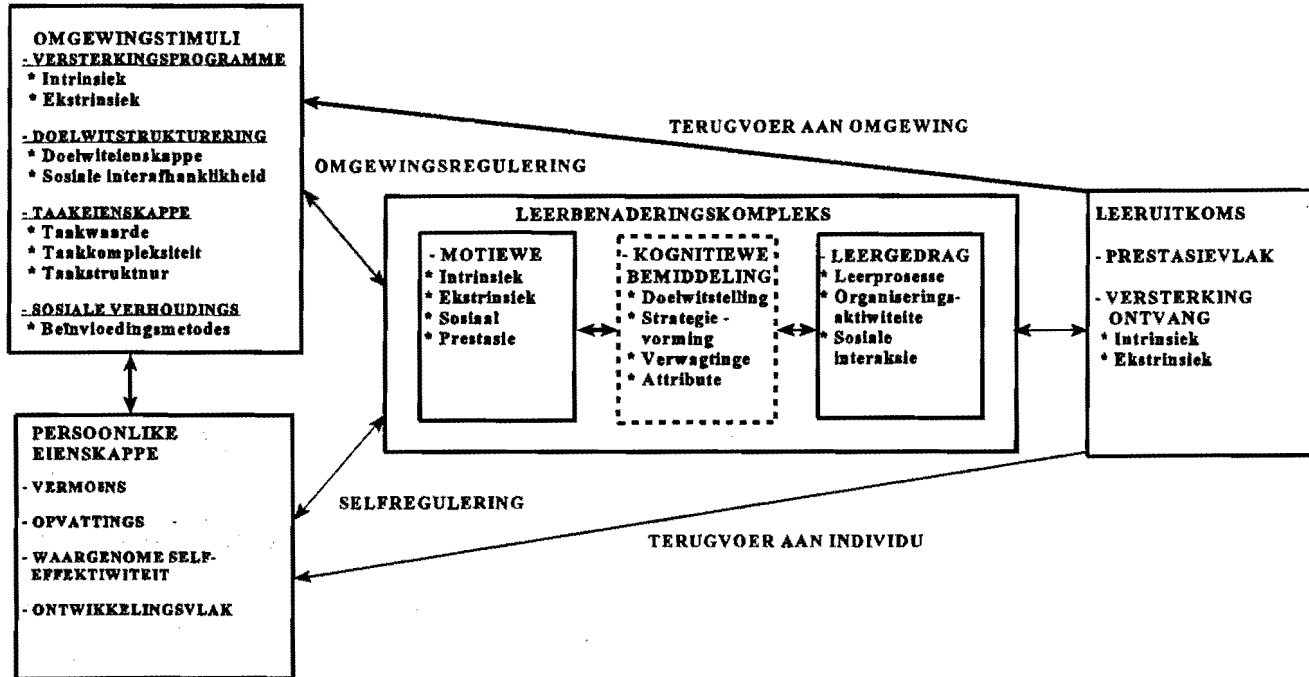 OMGEWINGSTIMULI
- VERSTERKINGSPROGRAMME
* Intrinsiek
* Ekstrinsiek
- DOELWITSTRUKTURERING
* Doelwiteienskappe
* Sosiale interafhanklikheid
- TAAKEIENSKAPPE
* Taakwaarde
* Taakkompleksiteit
* Taakstruktuur
- SOSIALE VERHOUDINGS
* Beïnvloedingsmetodes
TERUGVOER AAN OMGEWING
OMGEWINGSREGULERING
LEERBENADERINGSKOMPLEKS
- MOTIEWE
* Intrinsiek
* Ekstrinsiek
* Sosiaal
* Prestasie
- KOGNITIEWE
BEMIDDELING
* Doelwitstelling
* Strategie -
vorming
* Verwagtinge
* Attribute
- LEERGEDRAG
* Leerprosesse
* Organiserings-
aktiwiteite
* Sosiale
interaksie
LEERUITKOMS
- PRESTASIEVLAK
- VERSTERKING
ONTVANG
* Intrinsiek
* Ekstrinsiek
PERSOONLIKE
EIENSKAPPE
- VERMOINS
- OPVATTINGS
- WAARGENOME SELF-
EFFEKTIWITEIT
- ONTWIKKELINGSVLAK
SELFREGULERING
TERUGVOER AAN INDIVIDU